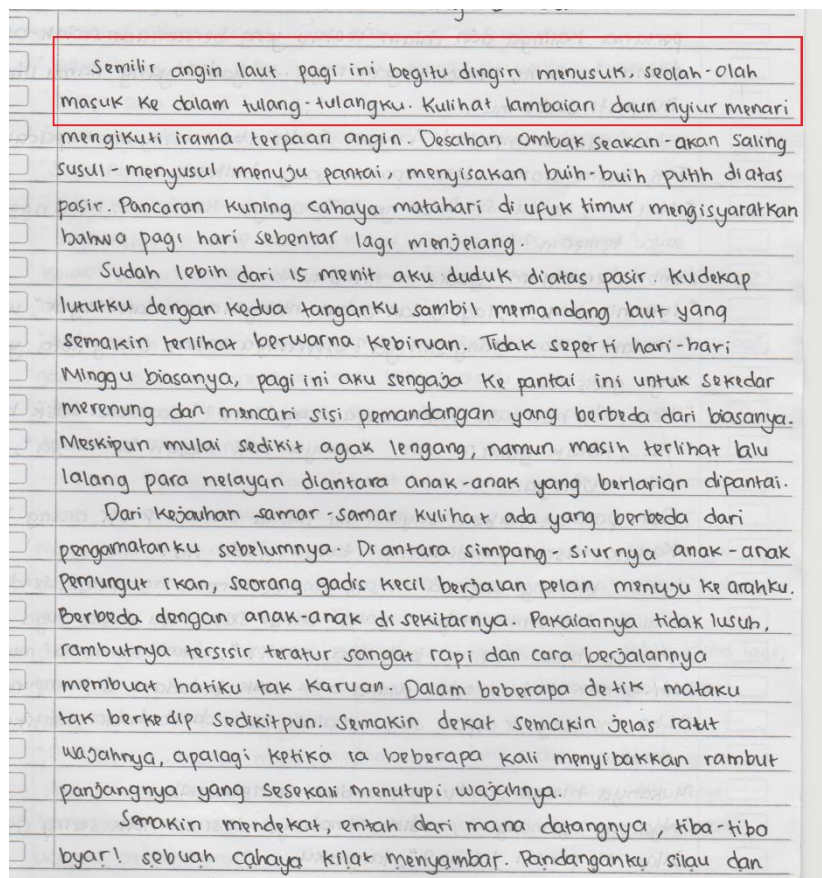 Semilir angin laut pagi ini begitu dingin menusuk, seolah-olah
masuk ke dalam tulang-tulangku. Kulihat lambaian daun nyiur menari
mengikuti irama terpaan angin. Desahan ombak seakan-akan saling
susul-menyusul menuju pantai, menyisakan buih-buih putih diatas
pasir. Pancaran kuning cahaya matahari di ufuk timur mengisyaratkan
bahwa pagi hari sebentar lagi menjelang.
Sudah lebih dari 15 menit aku duduk diatas pasir. Kudekap
lututku dengan kedua tanganku sambil memandang laut yang
semakin terlihat berwarna kebiruan. Tidak seperti hari-hari
Minggu biasanya, pagi ini aku sengaja ke pantai ini untuk sekedar
merenung dan mencari sisi pemandangan yang berbeda dari biasanya.
Meskipun mulai sedikit agak lengang, namun masih terlihat lalu
lalang para nelayan diantara anak-anak yang berlarian dipantai.
Dari kejauhan samar-samar kulihat ada yang berbeda dari
pengamatanku sebelumnya. Diantara simpang-siurnya anak-anak
pemungut ikan, seorang gadis kecil berjalan pelan menuju ke arahku.
Berbeda dengan anak-anak di sekitarnya. Pakaiannya tidak lusuh,
rambutnya tersisir teratur sangat rapi dan cara berjalannya
membuat hatiku tak karuan. Dalam beberapa detik mataku
tak berkedip sedikitpun. Semakin dekat semakin jelas raut
wajahnya, apalagi ketika ia beberapa kali menyibakkan rambut
panjangnya yang sesekali menutupi wajahnya.
Semakin mendekat, entah dari mana datangnya, tiba-tiba
byar! sebuah cahaya kilat menyambar. Pandanganku silau dan